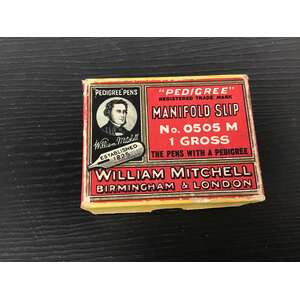 "PEDIGREE" PENS
William Mitchell
ESTABLISHED
1825
"PEDIGREE"
REGISTERED TRADE MARK
MANIFOLD SLIP
No. 0505 M
1 GROSS
THE PENS WITH A PEDIGREE
WILLIAM MITCHELL
BIRMINGHAM & LONDON